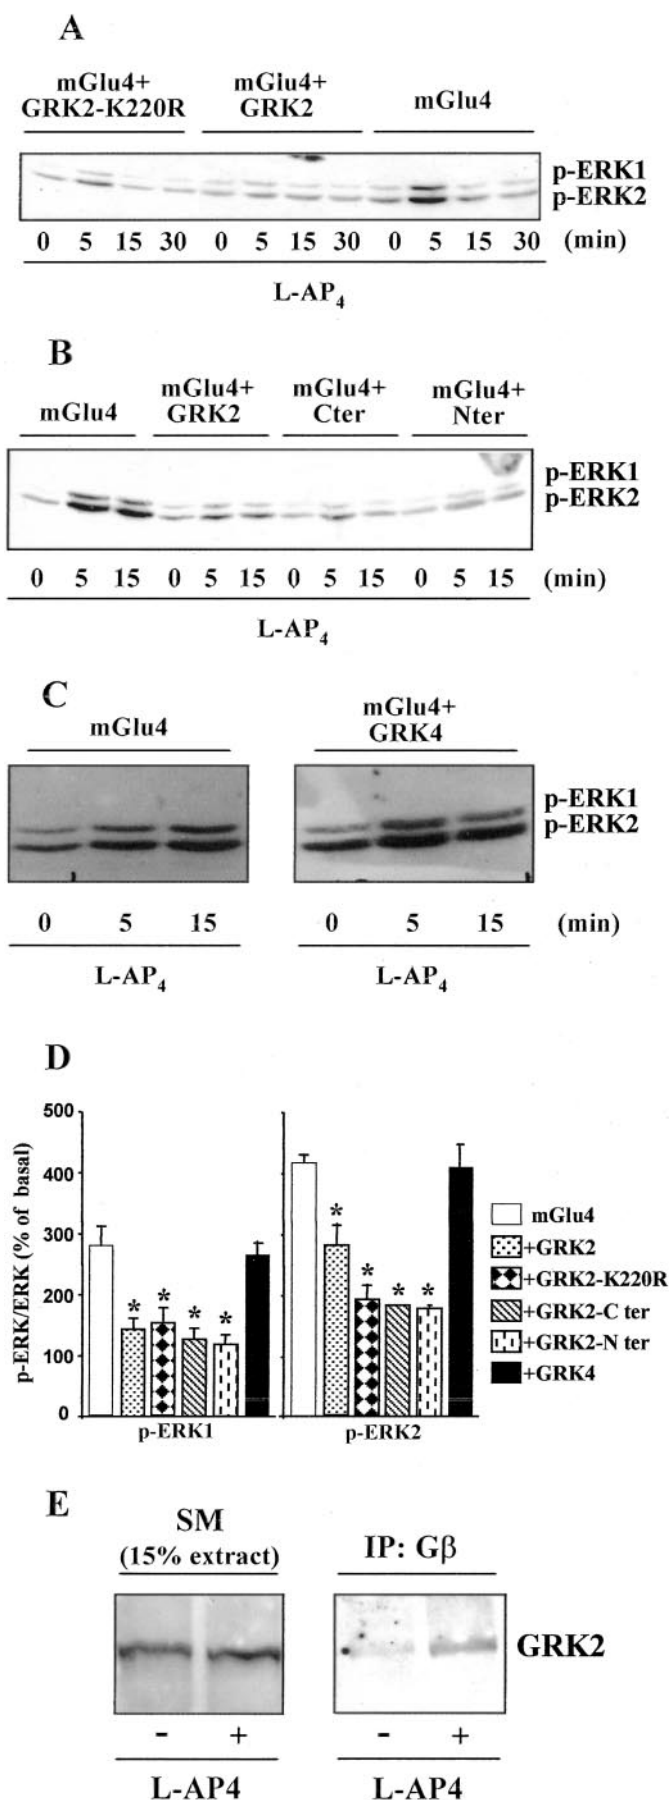 A
mGlu4+ GRK2-K220R
mGlu4+ GRK2
mGlu4
p-ERK1
p-ERK2
0 5 15 30 0 5 15 30 0 5 15 30 (min)
L-AP4
B
mGlu4
mGlu4+ GRK2
mGlu4+ Cter
mGlu4+ Nter
p-ERK1
p-ERK2
0 5 15 0 5 15 0 5 15 0 5 15 (min)
L-AP4
C
mGlu4
mGlu4+ GRK4
p-ERK1
p-ERK2
0 5 15 0 5 15 (min)
L-AP4 L-AP4
D
p-ERK/ERK (% of basal)
500
400
300
200
100
0
* * * *
* * * *
p-ERK1 p-ERK2
mGlu4
+GRK2
+GRK2-K220R
+GRK2-C ter
+GRK2-N ter
+GRK4
E
SM
(15% extract)
IP: Gβ
GRK2
- + - +
L-AP4 L-AP4